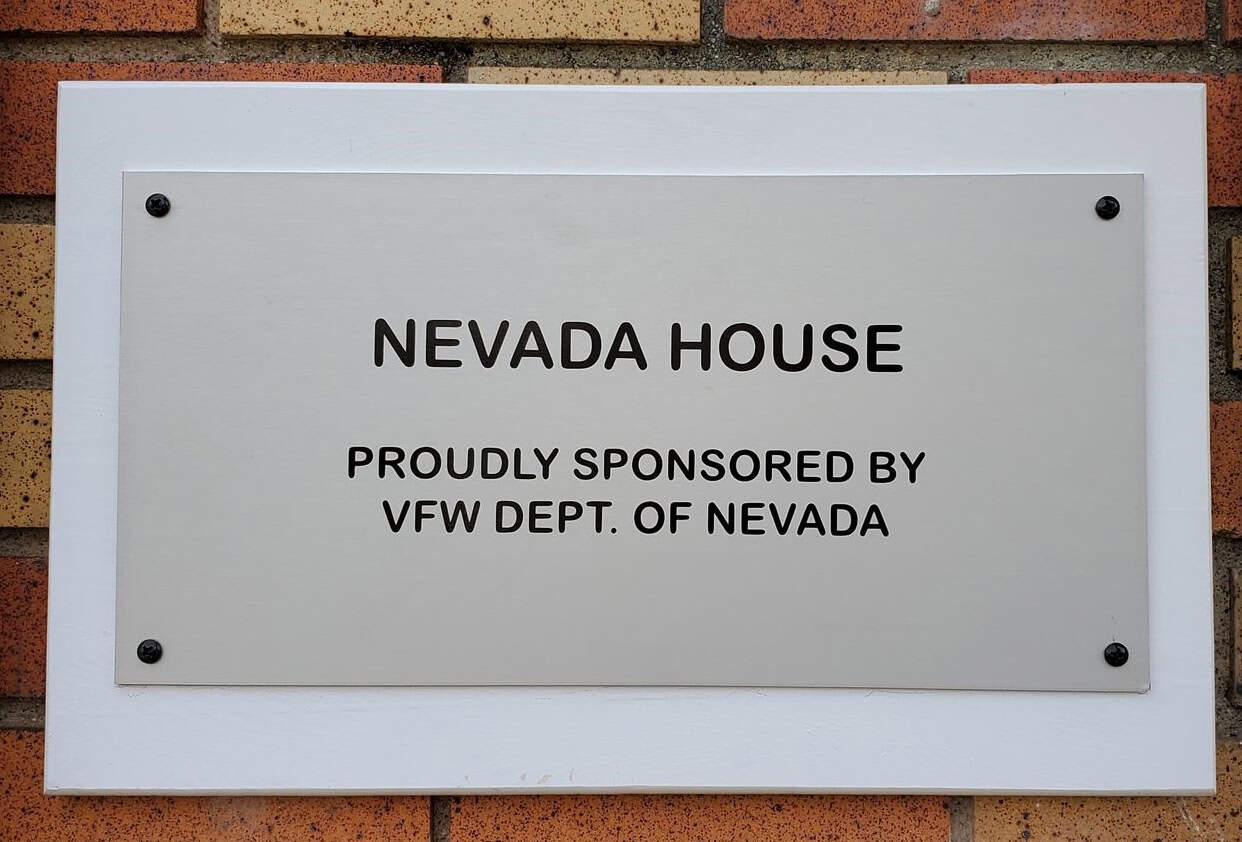 NEVADA HOUSE
PROUDLY SPONSORED BY
VFW DEPT. OF NEVADA